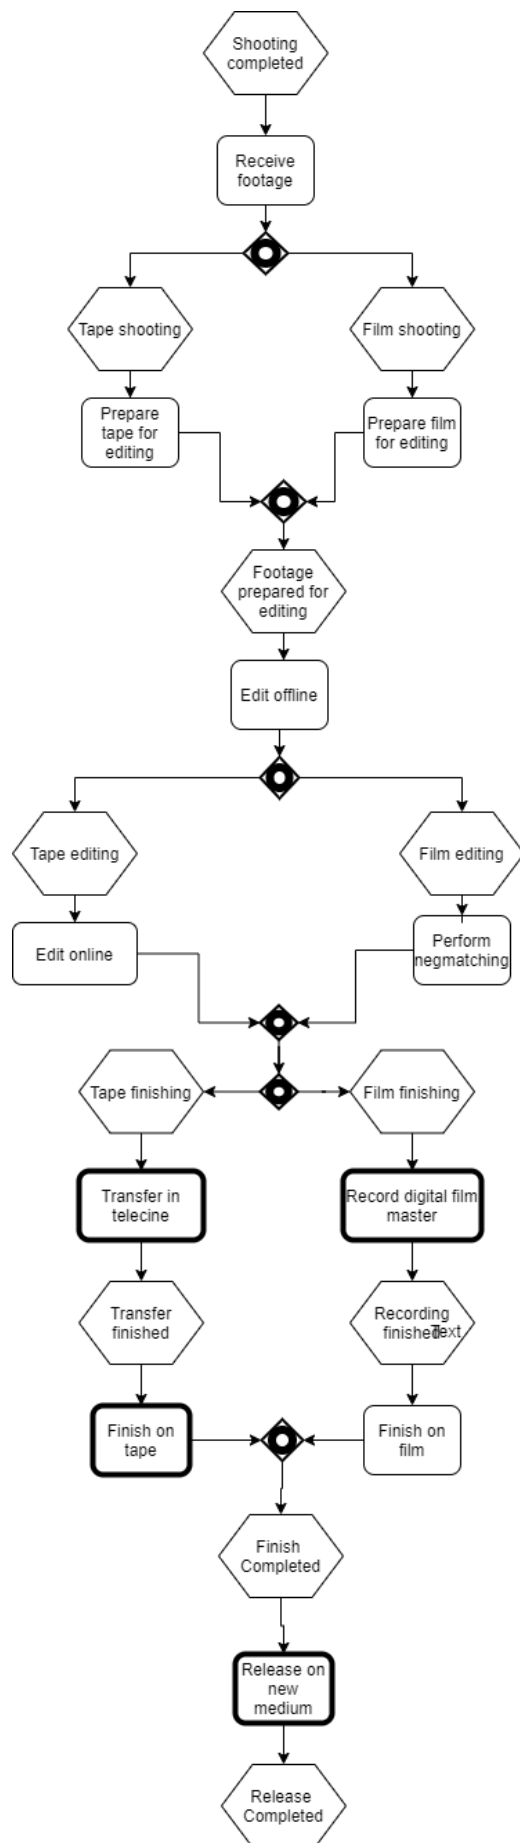 Shooting
completed
Receive
footage
Tape shooting
Film shooting
Prepare
tape for
editing
Prepare film
for editing
Footage
prepared for
editing
Edit offline
Tape editing
Film editing
Edit online
Perform
negmatching
Tape finishing
Film finishing
Transfer in
telecine
Record digital film
master
Transfer
finished
Recording
finished
Text
Finish on
tape
Finish on
film
Finish
Completed
Release on
new
medium
Release
Completed